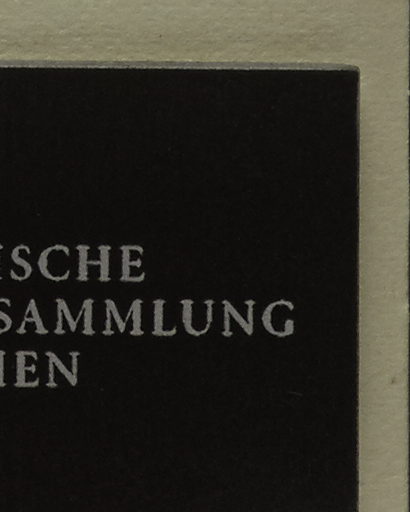 ISCHE
SAMMLUNG
IEN